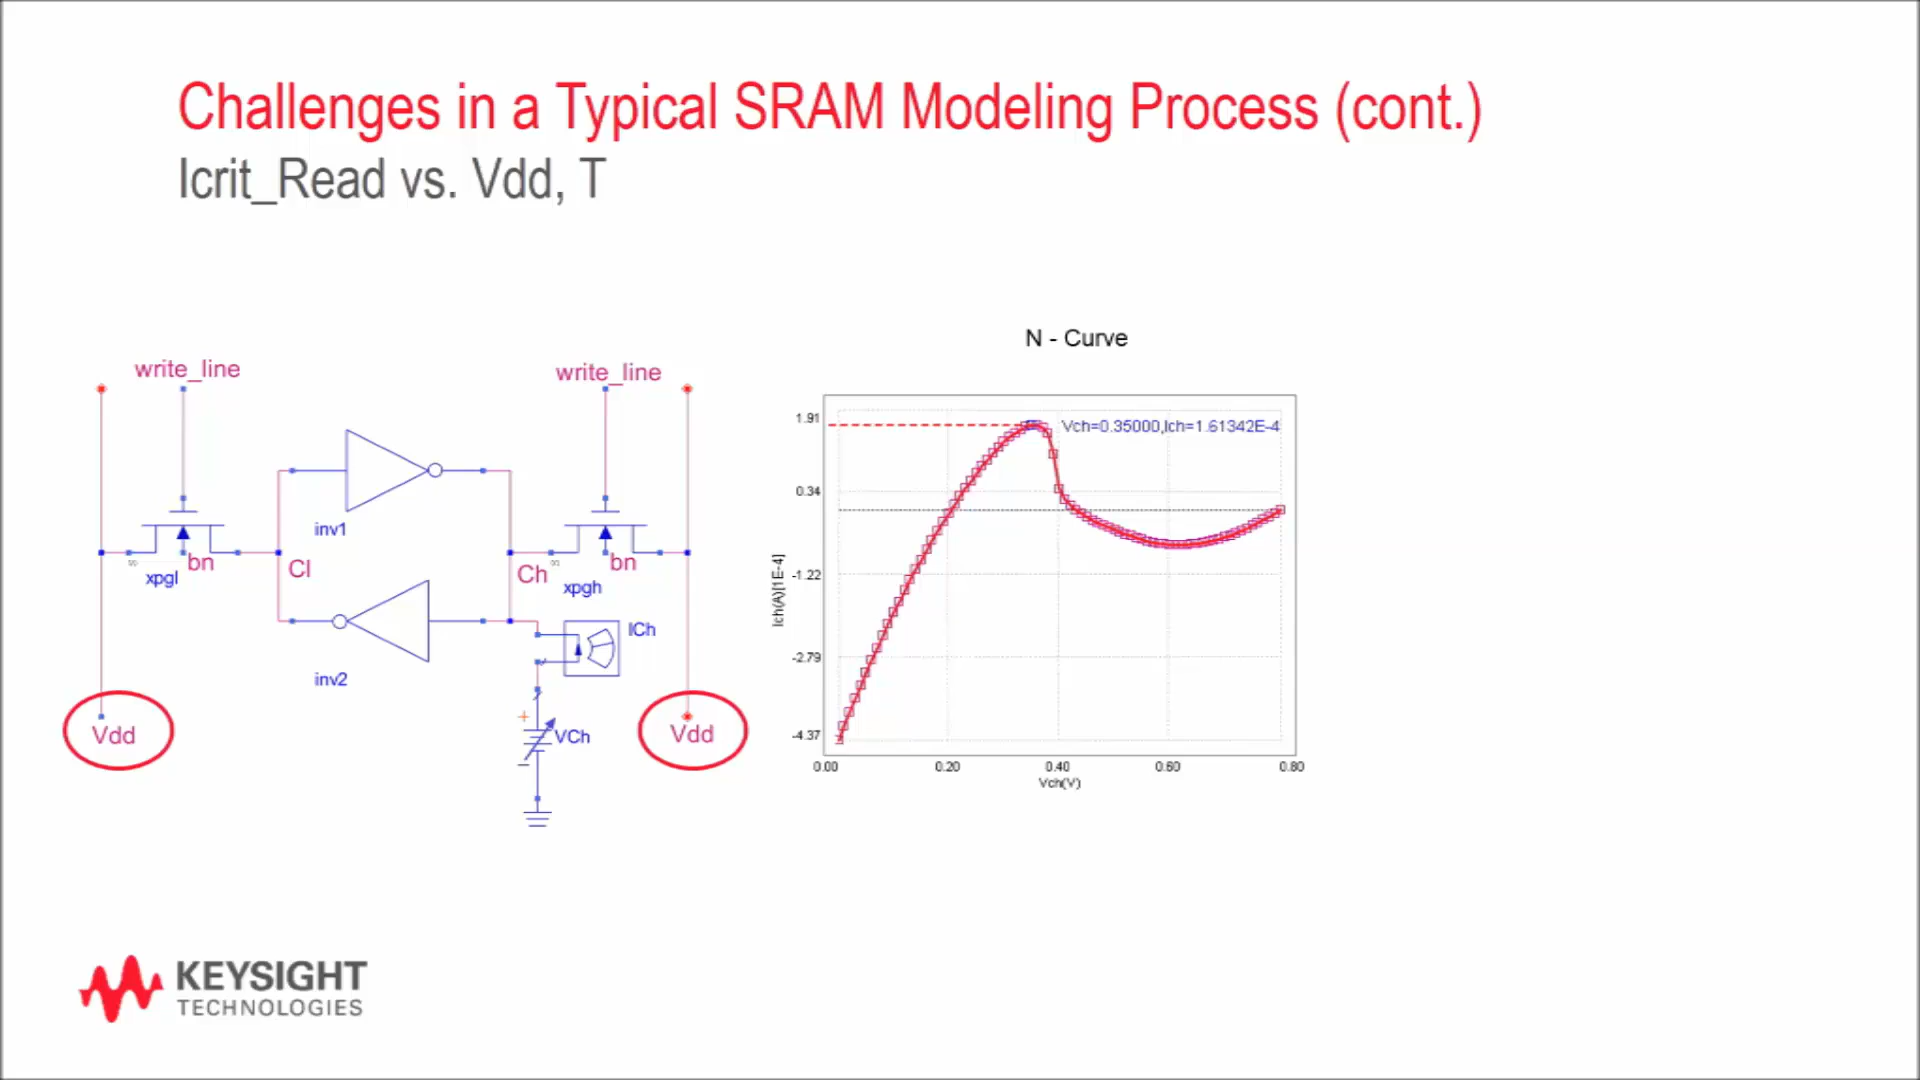 Challenges in a Typical SRAM Modeling Process (cont.)
Icrit_Read vs. Vdd, T
N - Curve
write_line
write_line
1.91
Vch=0.35000,Ich=1.61342E-4
0.34
inv1
bn
Cl
xpgl
bn
Ch
xpgh
Ich(A)[1E-4]
-1.22
ICh
-2.79
inv2
Vdd
+
VCh
Vdd
-4.37
0.00
0.20
0.40
0.60
0.80
Vch(V)
KEYSIGHT
TECHNOLOGIES